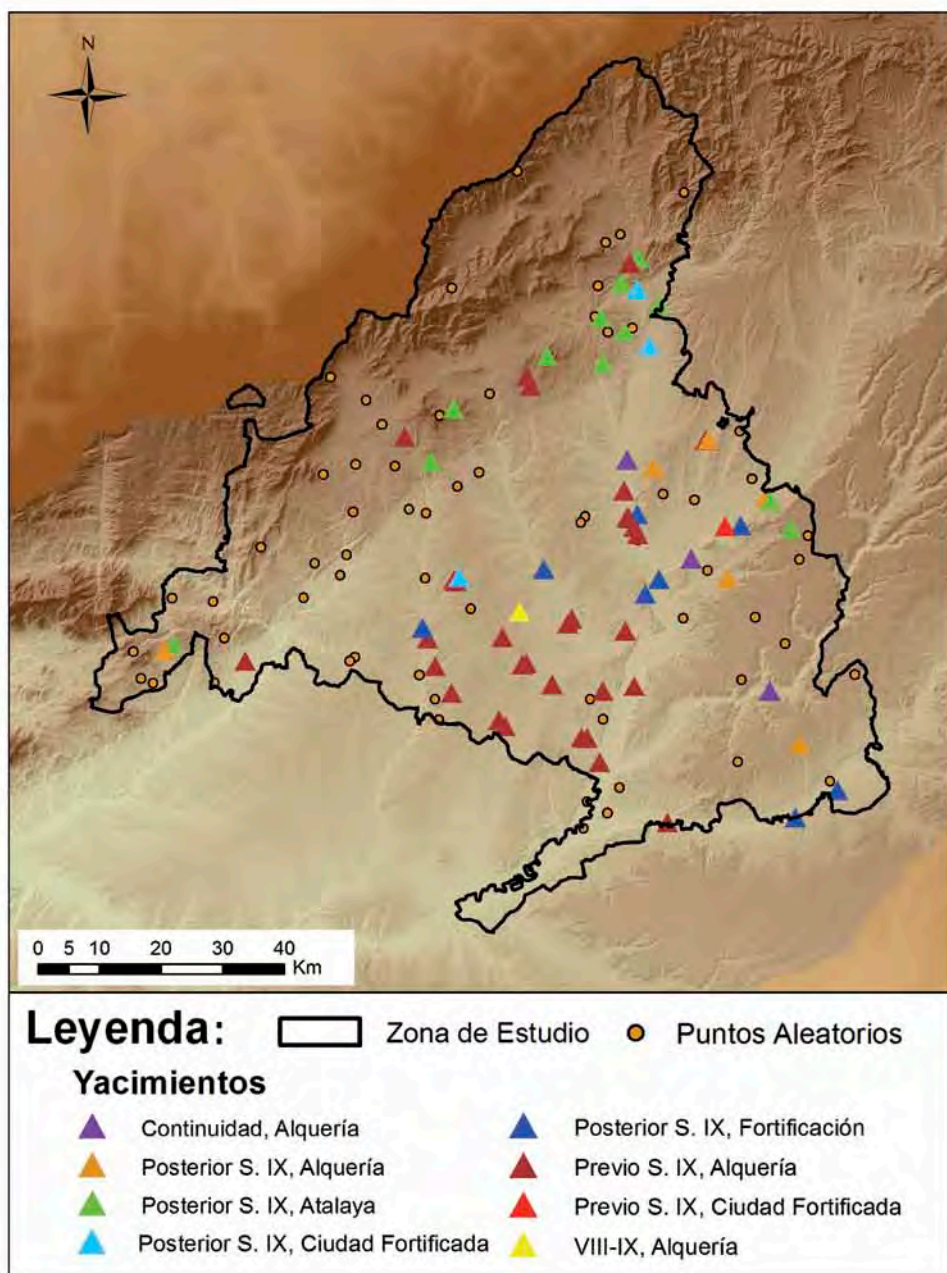 N
0 5 10 20 30 40
Km
Leyenda: Zona de Estudio Puntos Aleatorios
Yacimientos
Continuidad, Alquería Posterior S. IX, Fortificación
Posterior S. IX, Alquería Previo S. IX, Alquería
Posterior S. IX, Atalaya Previo S. IX, Ciudad Fortificada
Posterior S. IX, Ciudad Fortificada VIII-IX, Alquería